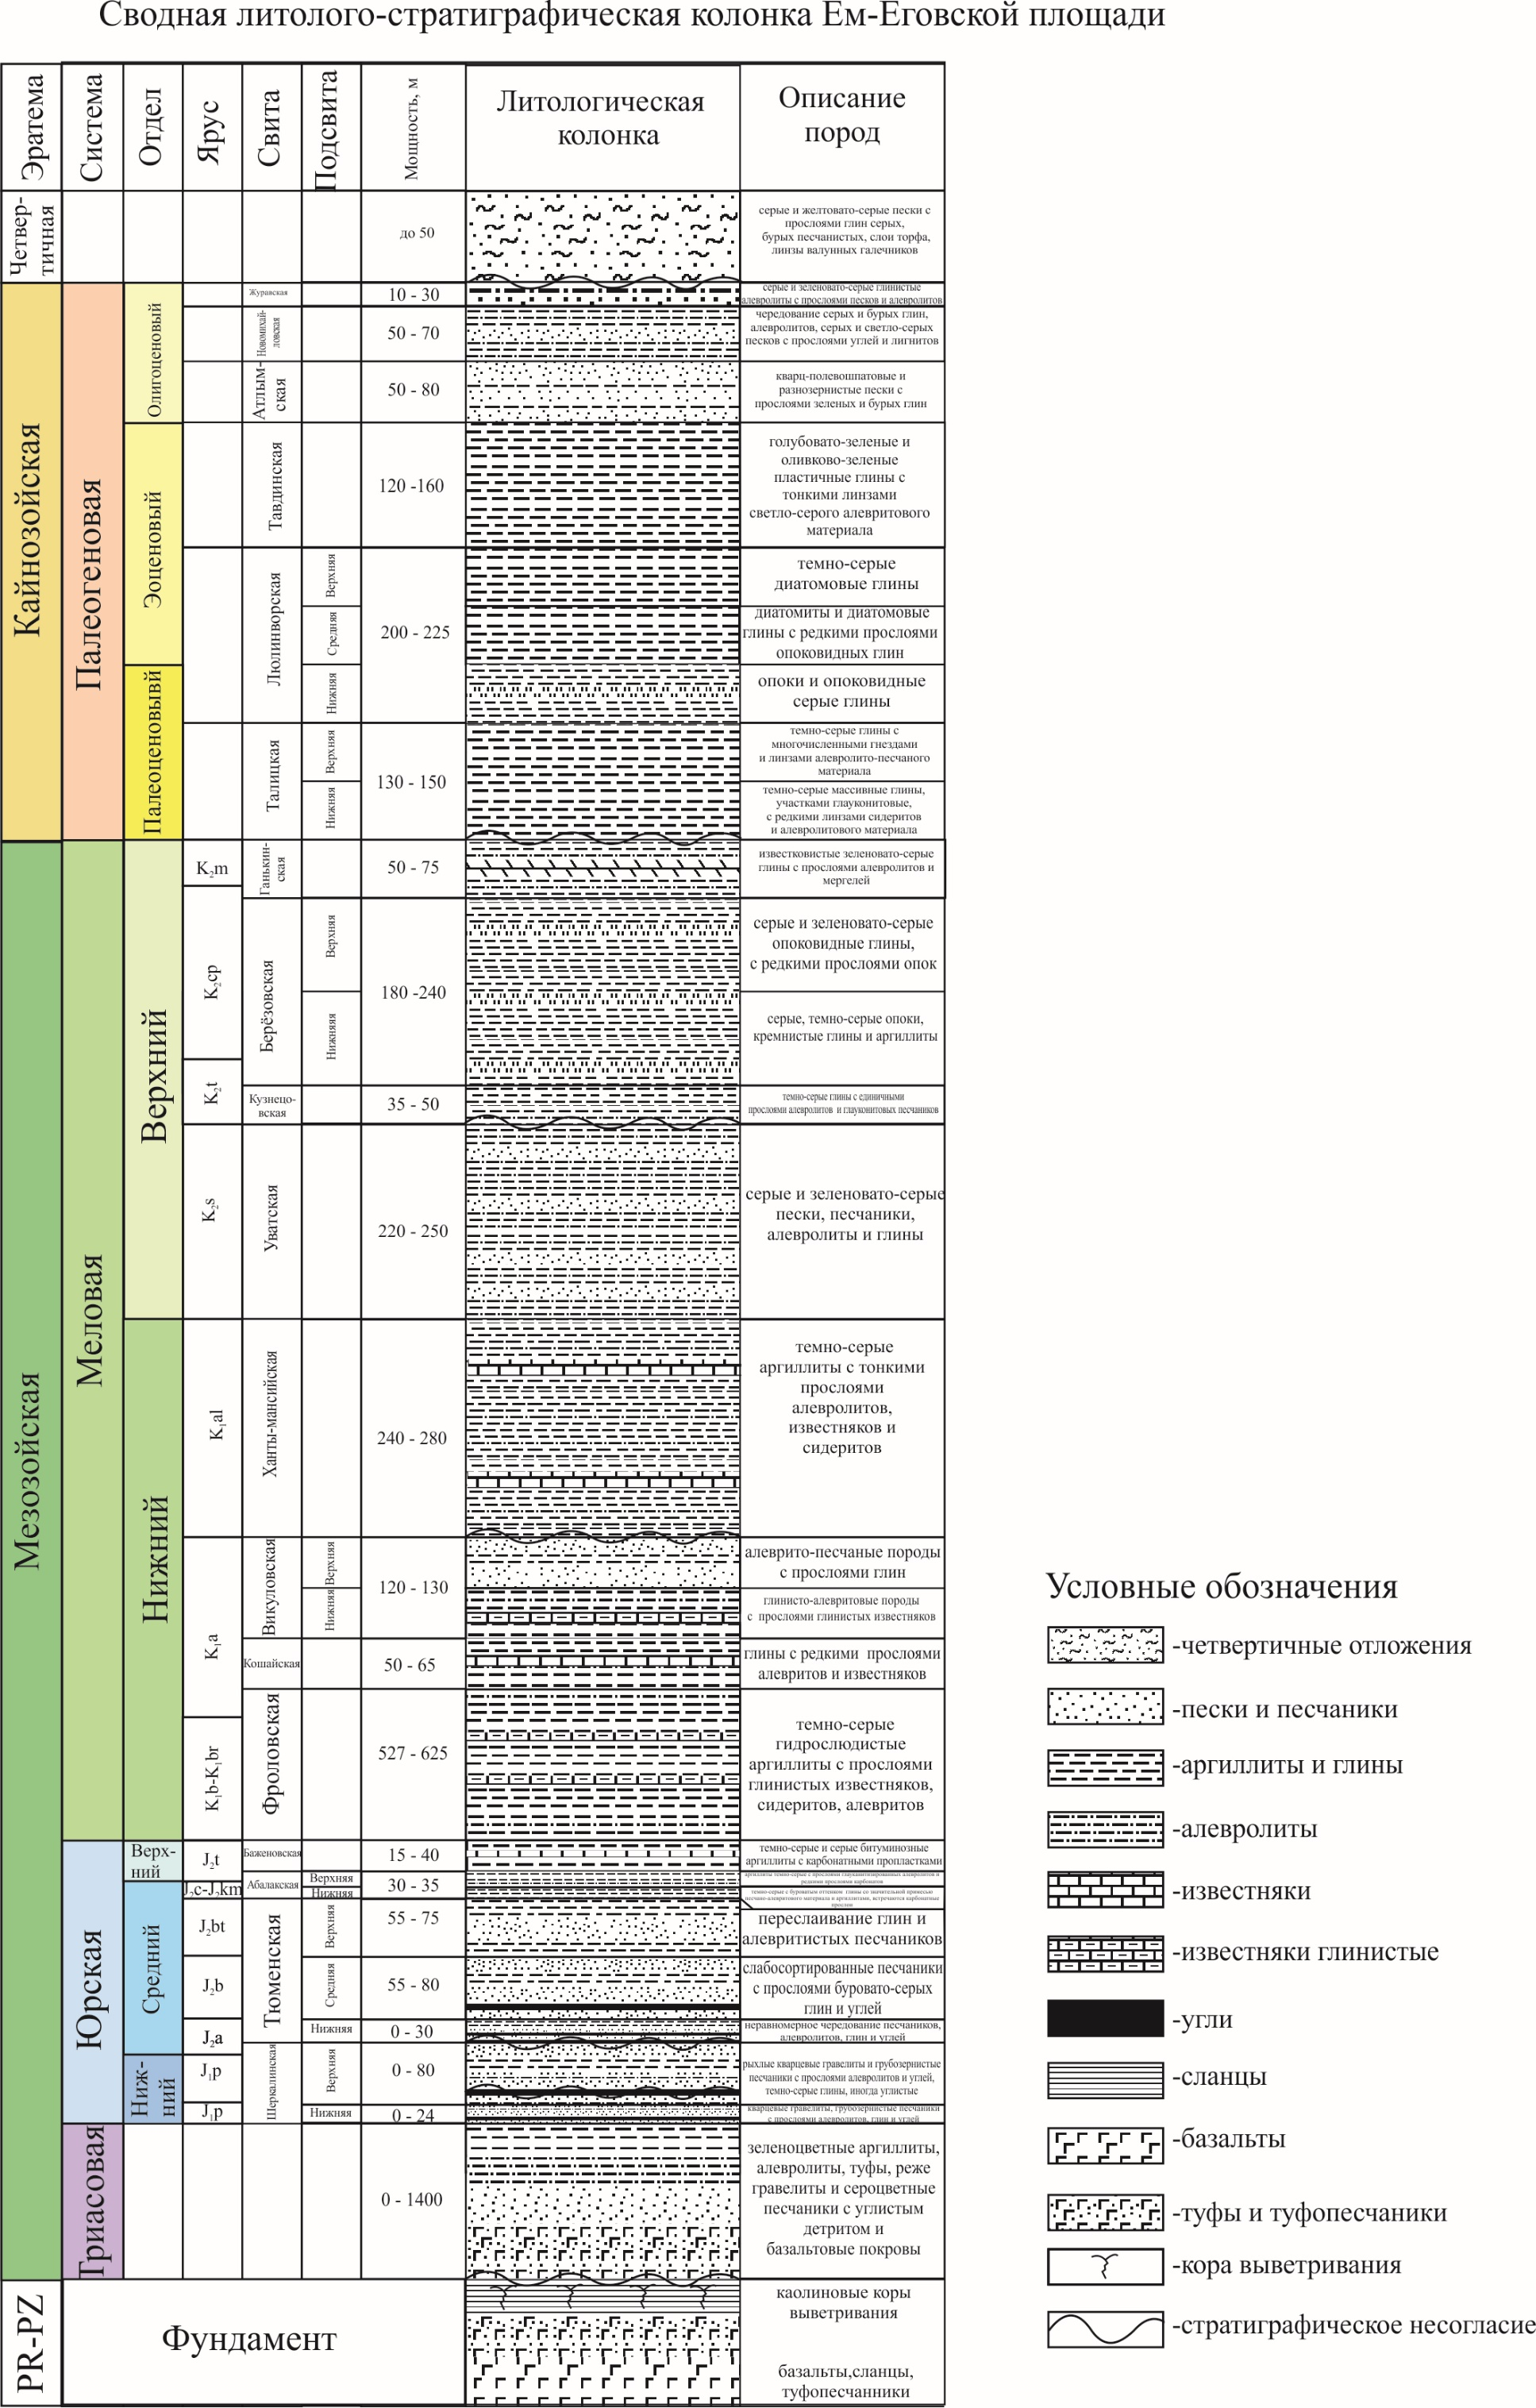 Сводная литолого-стратиграфическая колонка Ем-Еговской площади
Эратема
Система
Отдел
Ярус
Свита
Подсвита
Мощность, м
Литологическая
колонка
Описание
пород
Четвер-
тичная
до 50
серые и желтовато-серые пески с
прослоями глин серых,
бурых песчанистых, слои торфа,
линзы валунных галечников
Кайнозойская
Палеогеновая
Олигоценовый
Журавская
10 - 30
серые и зеленовато-серые глинистые
алевролиты с прослоями песков и алевролитов
Новомихай-
ловская
50 - 70
чередование серых и бурых глин,
алевролитов, серых и светло-серых
песков с прослоями углей и лигнитов
Атлым-
ская
50 - 80
кварц-полевошпатовые и
разнозернистые пески с
прослоями зеленых и бурых глин
Эоценовый
Тавдинская
120 -160
голубовато-зеленые и
оливково-зеленые
пластичные глины с
тонкими линзами
светло-серого алевритового
материала
Люлинворская
Верхняя
200 - 225
темно-серые
диатомовые глины
Средняя
диатомиты и диатомовые
глины с редкими прослоями
опоковидных глин
Палеоценовывй
Нижняя
опоки и опоковидные
серые глины
Талицкая
Верхняя
130 - 150
темно-серые глины с
многочисленными гнездами
и линзами алевролито-песчаного
материала
Нижняя
темно-серые массивные глины,
участками глауконитовые,
с редкими линзами сидеритов
и алевролитового материала
Мезозойская
Меловая
Верхний
K₂m
Ганькин-
ская
50 - 75
известковистые зеленовато-серые
глины с прослоями алевролитов и
мергелей
K₂cp
Берёзовская
Верхняя
180 -240
серые и зеленовато-серые
опоковидные глины,
с редкими прослоями опок
Нижняяя
серые, темно-серые опоки,
кремнистые глины и аргиллиты
K₂t
Кузнецо-
вская
35 - 50
темно-серые глины с единичными
прослоями алевролитов и глауконитовых песчаников
K₂s
Уватская
220 - 250
серые и зеленовато-серые
пески, песчаники,
алевролиты и глины
Нижний
K₁al
Ханты-мансийская
240 - 280
темно-серые
аргиллиты с тонкими
прослоями
алевролитов,
известняков и
сидеритов
K₁a
Викуловская
Верхняя
120 - 130
алеврито-песчаные породы
с прослоями глин
Нижняя
глинисто-алевритовые породы
с прослоями глинистых известняков
Кошайская
50 - 65
глины с редкими прослоями
алевритов и известняков
K₁b-K₁br
Фроловская
527 - 625
темно-серые
гидрослюдистые
аргиллиты с прослоями
глинистых известняков,
сидеритов, алевритов
Юрская
Верх-
ний
J₂t
Баженовская
15 - 40
темно-серые и серые битуминозные
аргиллиты с карбонатными пропластками
J₂c-J₂km
Абалакская
Верхняя
Нижняя
30 - 35
Средний
J₂bt
Тюменская
Верхняя
55 - 75
переслаивание глин и
алевритистых песчаников
J₂b
Средняя
55 - 80
слабосортированные песчаники
с прослоями буровато-серых
глин и углей
J₂a
Нижняя
0 - 30
неравномерное чередование песчаников,
алевролитов, глин и углей
Ниж-
ний
J₁p
Шеркалинская
Верхняя
0 - 80
рыхлые кварцевые гравелиты и грубозернистые
песчаники с прослоями алевролитов и углей,
темно-серые глины, иногда углистые
J₁p
Нижняя
0 - 24
кварцевые гравелиты, грубозернистые песчаники
с прослоями алевролитов, глин и углей
Триасовая
0 - 1400
зеленоцветные аргиллиты,
алевролиты, туфы, реже
гравелиты и сероцветные
песчаники с углистым
детритом и
базальтовые покровы
PR-PZ
Фундамент
каолиновые коры
выветривания
базальты,сланцы,
туфопесчанники
Условные обозначения
-четвертичные отложения
-пески и песчаники
-аргиллиты и глины
-алевролиты
-известняки
-известняки глинистые
-угли
-сланцы
-базальты
-туфы и туфопесчаники
-кора выветривания
-стратиграфическое несогласие